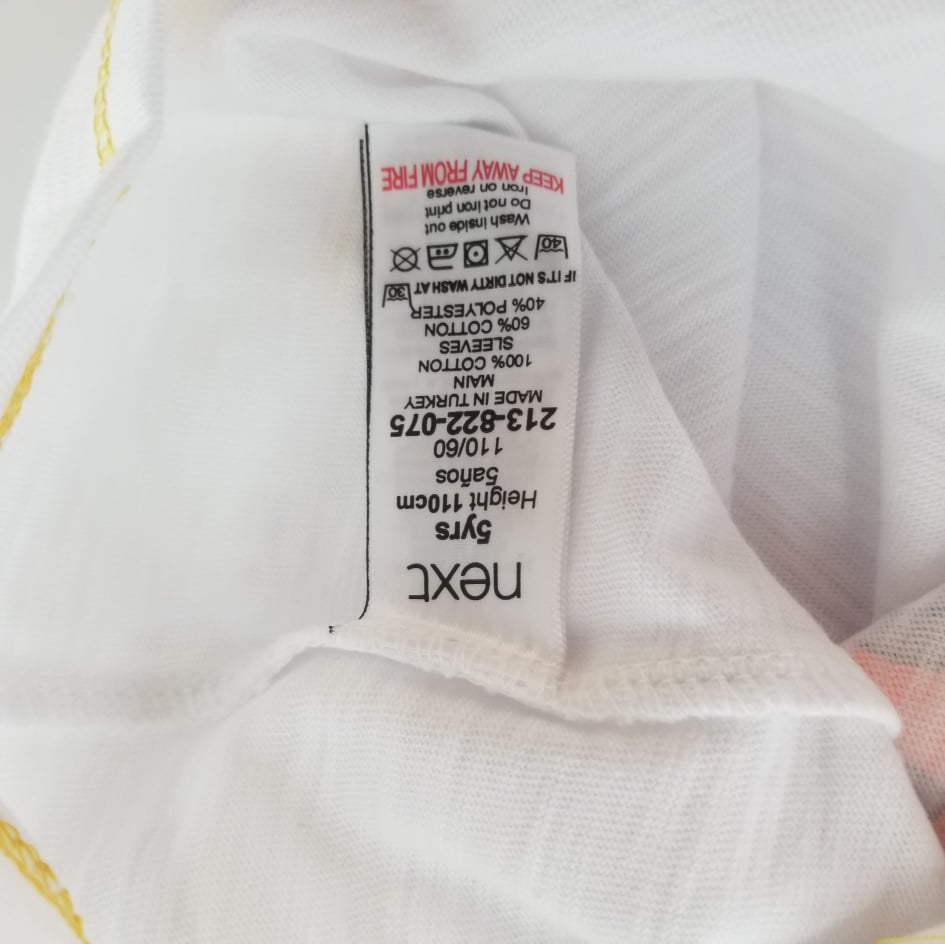 next
5yrs
Height 110cm
5años
110/60
213-822-075
MADE IN TURKEY
MAIN
100% COTTON
SLEEVES
60% COTTON
40% POLYESTER
IF IT'S NOT DIRTY WASH AT 30
40
Wash inside out
Do not iron print
Iron on reverse
KEEP AWAY FROM FIRE